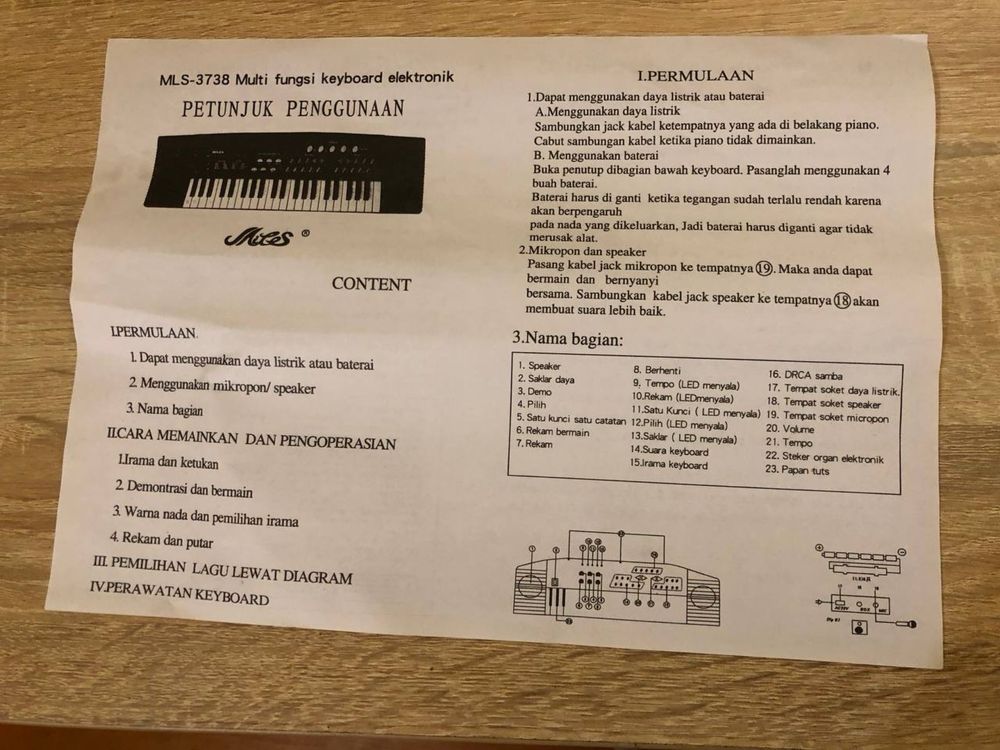 MLS-3738 Multi fungsi keyboard elektronik
PETUNJUK PENGGUNAAN
Miles ®
CONTENT
I.PERMULAAN
1. Dapat menggunakan daya listrik atau baterai
2. Menggunakan mikropon/ speaker
3. Nama bagian
II.CARA MEMAINKAN DAN PENGOPERASIAN
1.Irama dan ketukan
2. Demontrasi dan bermain
3. Warna nada dan pemilihan irama
4. Rekam dan putar
III. PEMILIHAN LAGU LEWAT DIAGRAM
IV.PERAWATAN KEYBOARD
I.PERMULAAN
1.Dapat menggunakan daya listrik atau baterai
A.Menggunakan daya listrik
Sambungkan jack kabel ketempatnya yang ada di belakang piano.
Cabut sambungan kabel ketika piano tidak dimainkan.
B. Menggunakan baterai
Buka penutup dibagian bawah keyboard. Pasanglah menggunakan 4
buah baterai.
Baterai harus di ganti ketika tegangan sudah terlalu rendah karena
akan berpengaruh
pada nada yang dikeluarkan, Jadi baterai harus diganti agar tidak
merusak alat.
2.Mikropon dan speaker
Pasang kabel jack mikropon ke tempatnya ⑲. Maka anda dapat
bermain dan bernyanyi
bersama. Sambungkan kabel jack speaker ke tempatnya ⑱ akan
membuat suara lebih baik.
3.Nama bagian:
1. Speaker
2. Saklar daya
3. Demo
4. Pilih
5. Satu kunci satu catatan
6. Rekam bermain
7. Rekam
8. Berhenti
9. Tempo (LED menyala)
10.Rekam (LEDmenyala)
11.Satu Kunci ( LED menyala)
12.Pilih (LED menyala)
13.Saklar ( LED menyala)
14.Suara keyboard
15.Irama keyboard
16. DRCA samba
17. Tempat soket daya listrik.
18. Tempat soket speaker
19. Tempat soket micropon
20. Volume
21. Tempo
22. Steker organ elektronik
23. Papan tuts